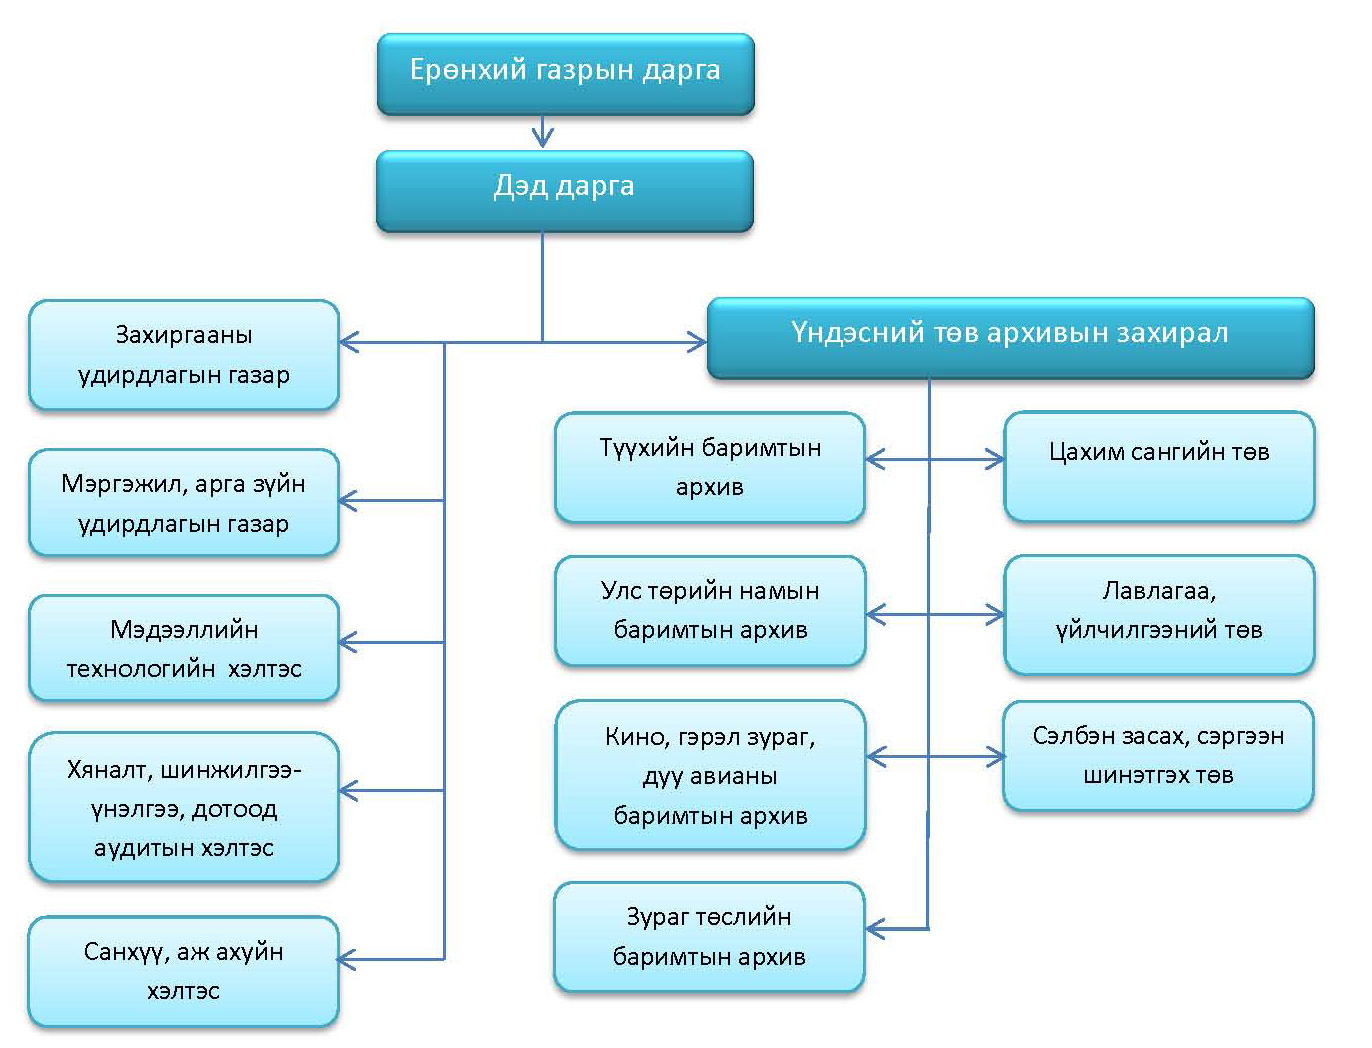 Ерөнхий газрын дарга
Дэд дарга
Захиргааны
удирдлагын газар
Мэргэжил, арга зүйн
удирдлагын газар
Мэдээллийн
технологийн хэлтэс
Хяналт, шинжилгээ-
үнэлгээ, дотоод
аудитын хэлтэс
Санхүү, аж ахуйн
хэлтэс
Үндэсний төв архивын захирал
Түүхийн баримтын
архив
Улс төрийн намын
баримтын архив
Кино, гэрэл зураг,
дуу авианы
баримтын архив
Зураг төслийн
баримтын архив
Цахим сангийн төв
Лавлагаа,
үйлчилгээний төв
Сэлбэн засах, сэргээн
шинэтгэх төв